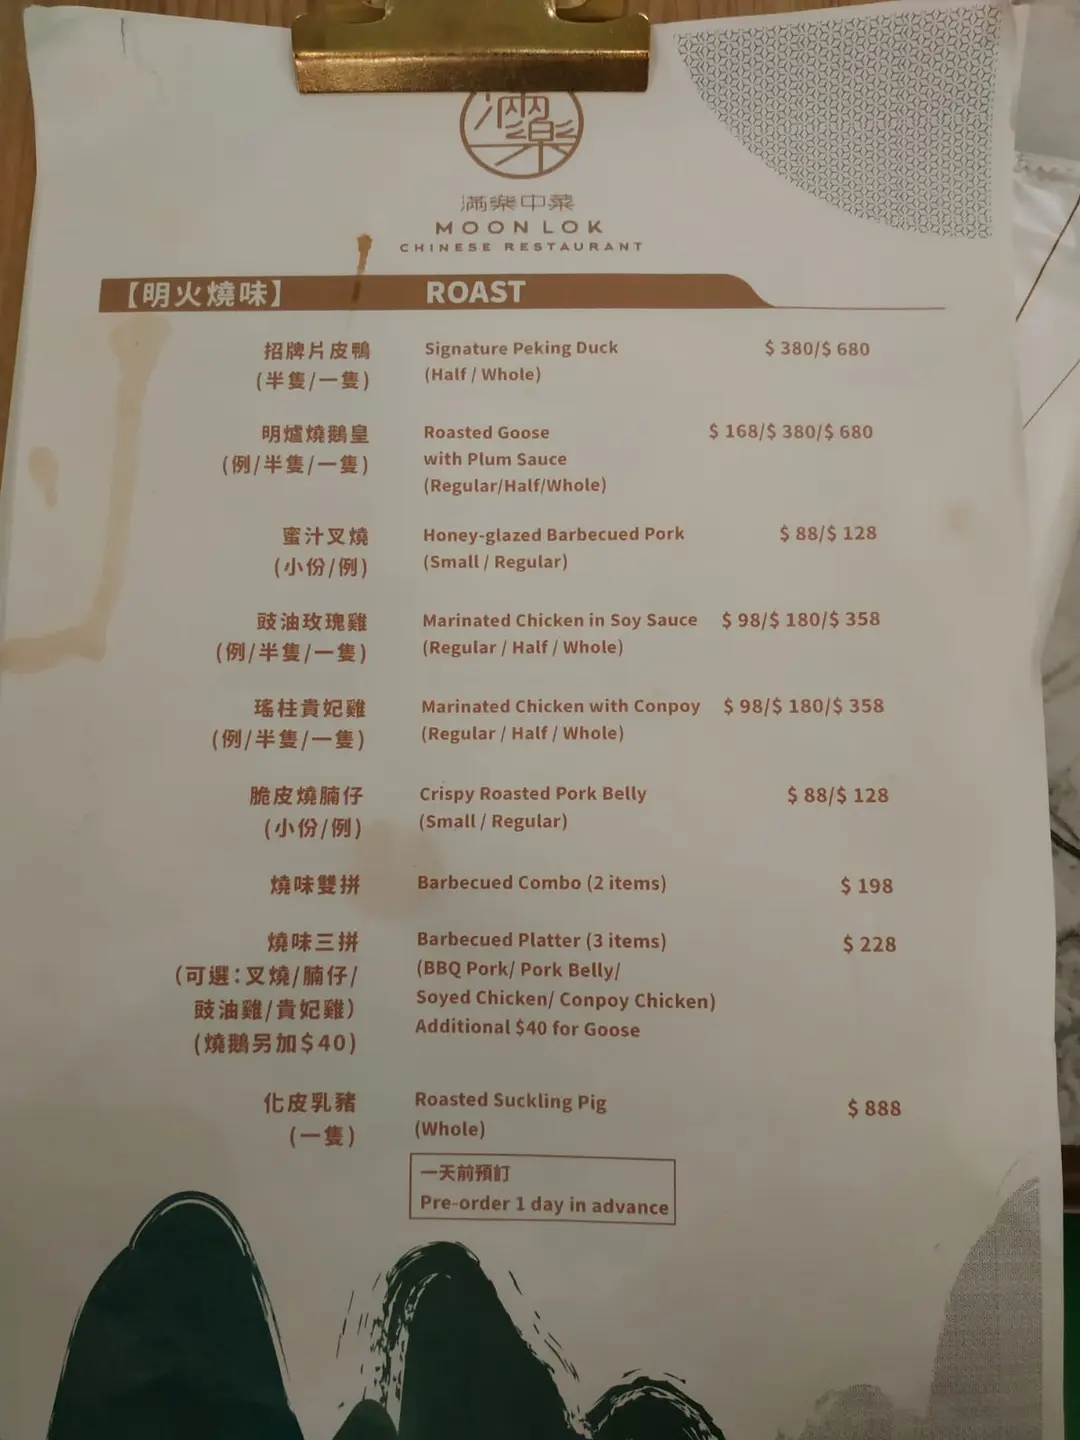 滿樂
滿樂中菜
MOON LOK
CHINESE RESTAURANT
【明火燒味】 ROAST
招牌片皮鴨 Signature Peking Duck $ 380/$ 680
(半隻/一隻) (Half / Whole)
明爐燒鵝皇 Roasted Goose $ 168/$ 380/$ 680
(例/半隻/一隻) with Plum Sauce
(Regular/Half/Whole)
蜜汁叉燒 Honey-glazed Barbecued Pork $ 88/$ 128
(小份/例) (Small / Regular)
豉油玫瑰雞 Marinated Chicken in Soy Sauce $ 98/$ 180/$ 358
(例/半隻/一隻) (Regular / Half / Whole)
瑤柱貴妃雞 Marinated Chicken with Conpoy $ 98/$ 180/$ 358
(例/半隻/一隻) (Regular / Half / Whole)
脆皮燒腩仔 Crispy Roasted Pork Belly $ 88/$ 128
(小份/例) (Small / Regular)
燒味雙拼 Barbecued Combo (2 items) $ 198
燒味三拼 Barbecued Platter (3 items) $ 228
(可選：叉燒/腩仔/ (BBQ Pork/ Pork Belly/
豉油雞/貴妃雞) Soyed Chicken/ Conpoy Chicken)
(燒鵝另加$40) Additional $40 for Goose
化皮乳豬 Roasted Suckling Pig $ 888
(一隻) (Whole)
一天前預訂
Pre-order 1 day in advance